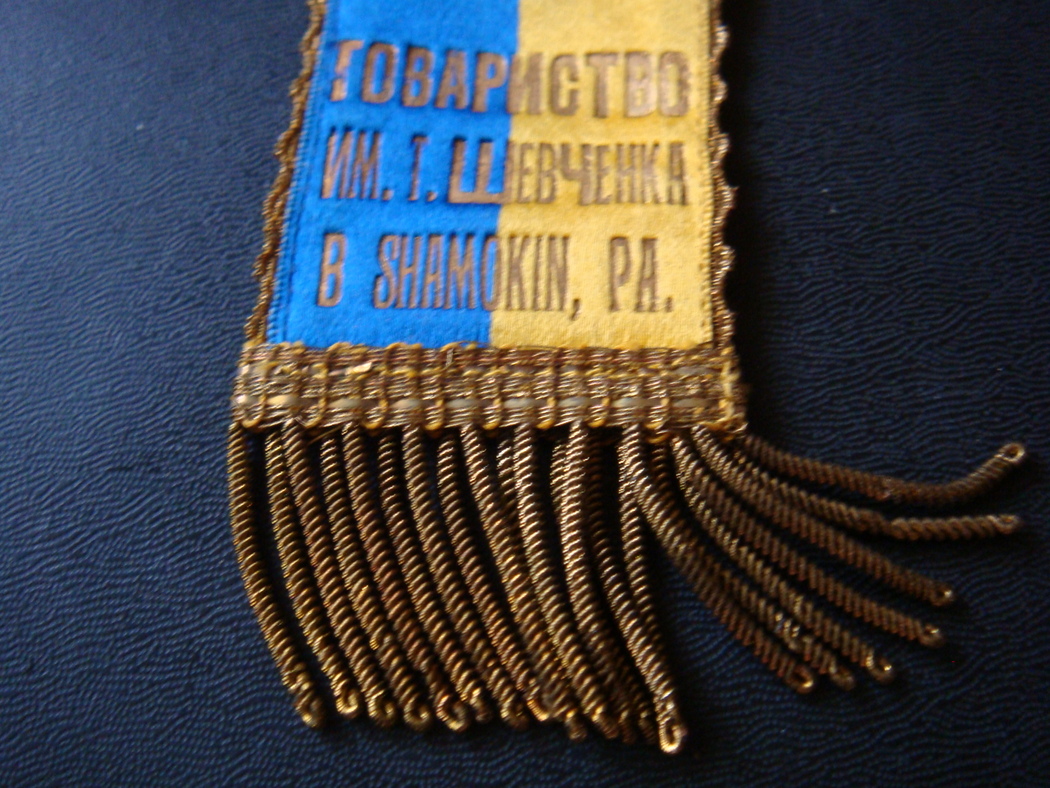 ТОВАРИСТВО
ИМ. Т. ШЕВЧЕНКА
В SHAMOKIN, PA.